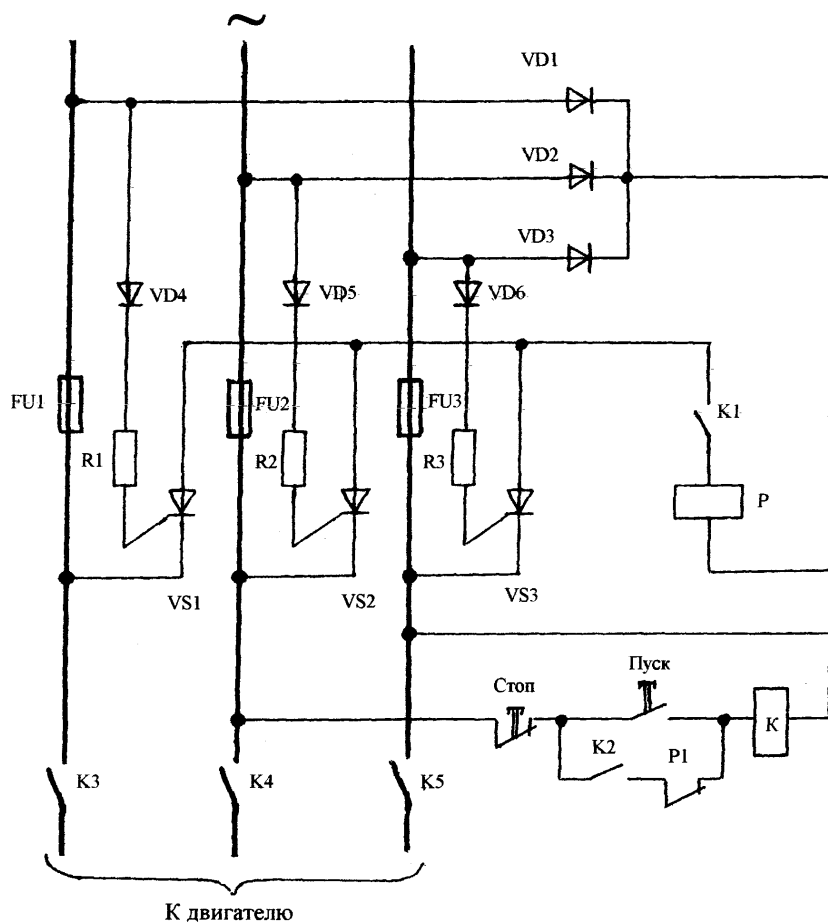 ~
VD1
VD2
VD3
VD4
VD5
VD6
FU1
FU2
FU3
K1
R1
R2
R3
P
VS1
VS2
VS3
Стоп
Пуск
K2
P1
К
K3
K4
K5
К двигателю